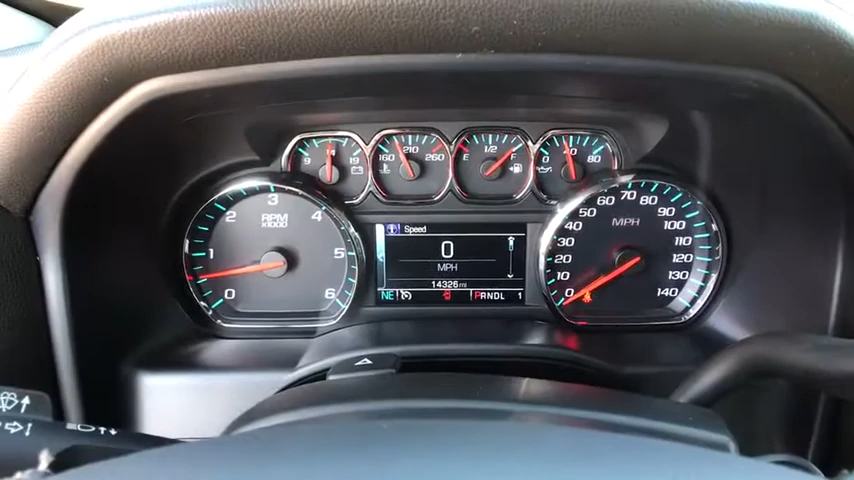 9 14 19
160 210 260
E 1/2 F
0 40 80
RPM
x1000
0 1 2 3 4 5 6
Speed
0
MPH
14326mi
NE PRNDL 1
MPH
0 10 20 30 40 50 60 70 80 90 100 110 120 130 140